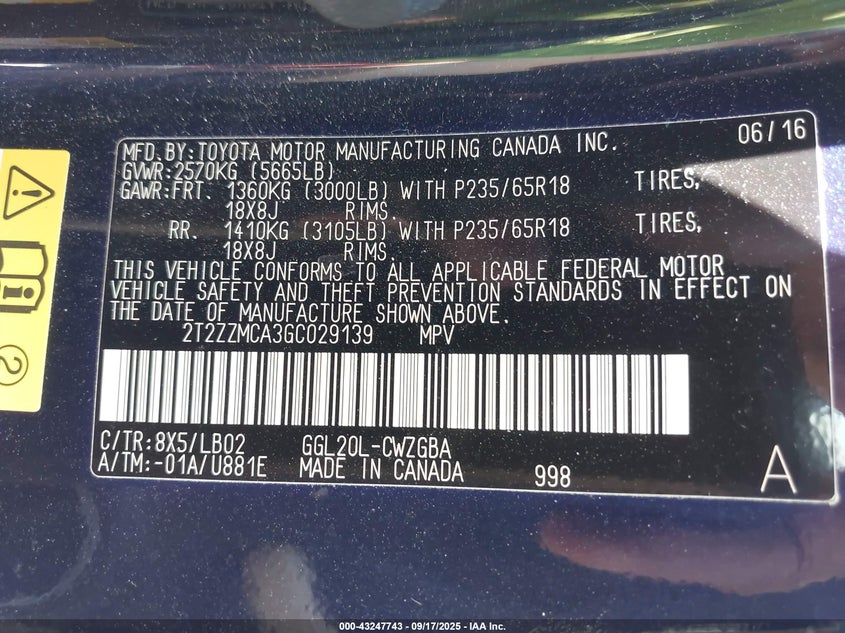 06/16
MFD.BY:TOYOTA MOTOR MANUFACTURING CANADA INC.
GVWR:2570KG (5665LB)
GAWR:FRT. 1360KG (3000LB) WITH P235/65R18 TIRES,
18X8J RIMS.
RR. 1410KG (3105LB) WITH P235/65R18 TIRES,
18X8J RIMS.
THIS VEHICLE CONFORMS TO ALL APPLICABLE FEDERAL MOTOR
VEHICLE SAFETY AND THEFT PREVENTION STANDARDS IN EFFECT ON
THE DATE OF MANUFACTURE SHOWN ABOVE.
2T2ZZMCA3GC029139 MPV
C/TR:8X5/LB02 GGL20L-CWZGBA
A/TM:-01A/U881E MADE IN CANADA 998 A
2
000-43247743 - 09/17/2025 - IAA Inc.